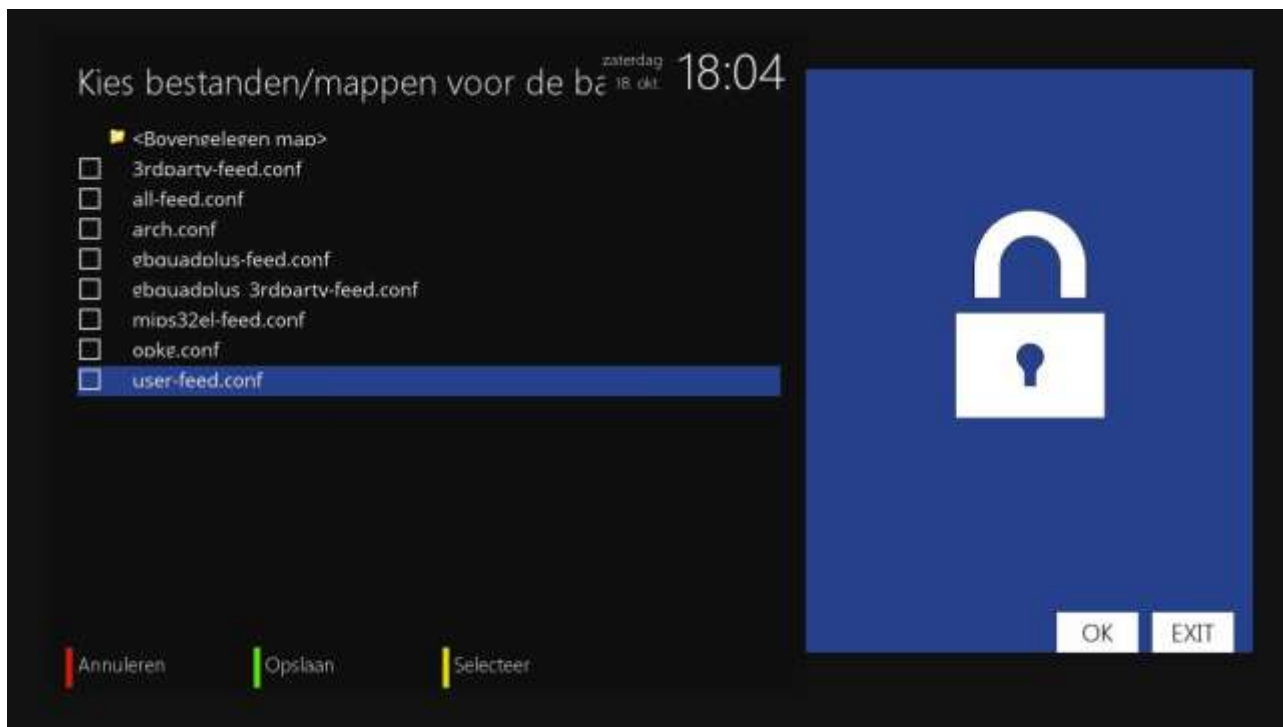 Kies bestanden/mappen voor de ba
zaterdag
18. okt.
18:04
<Bovengelegen map>
3rdparty-feed.conf
all-feed.conf
arch.conf
gbquadplus-feed.conf
gbquadplus_3rdparty-feed.conf
mips32el-feed.conf
opkg.conf
user-feed.conf
OK
EXIT
Annuleren
Opslaan
Selecteer